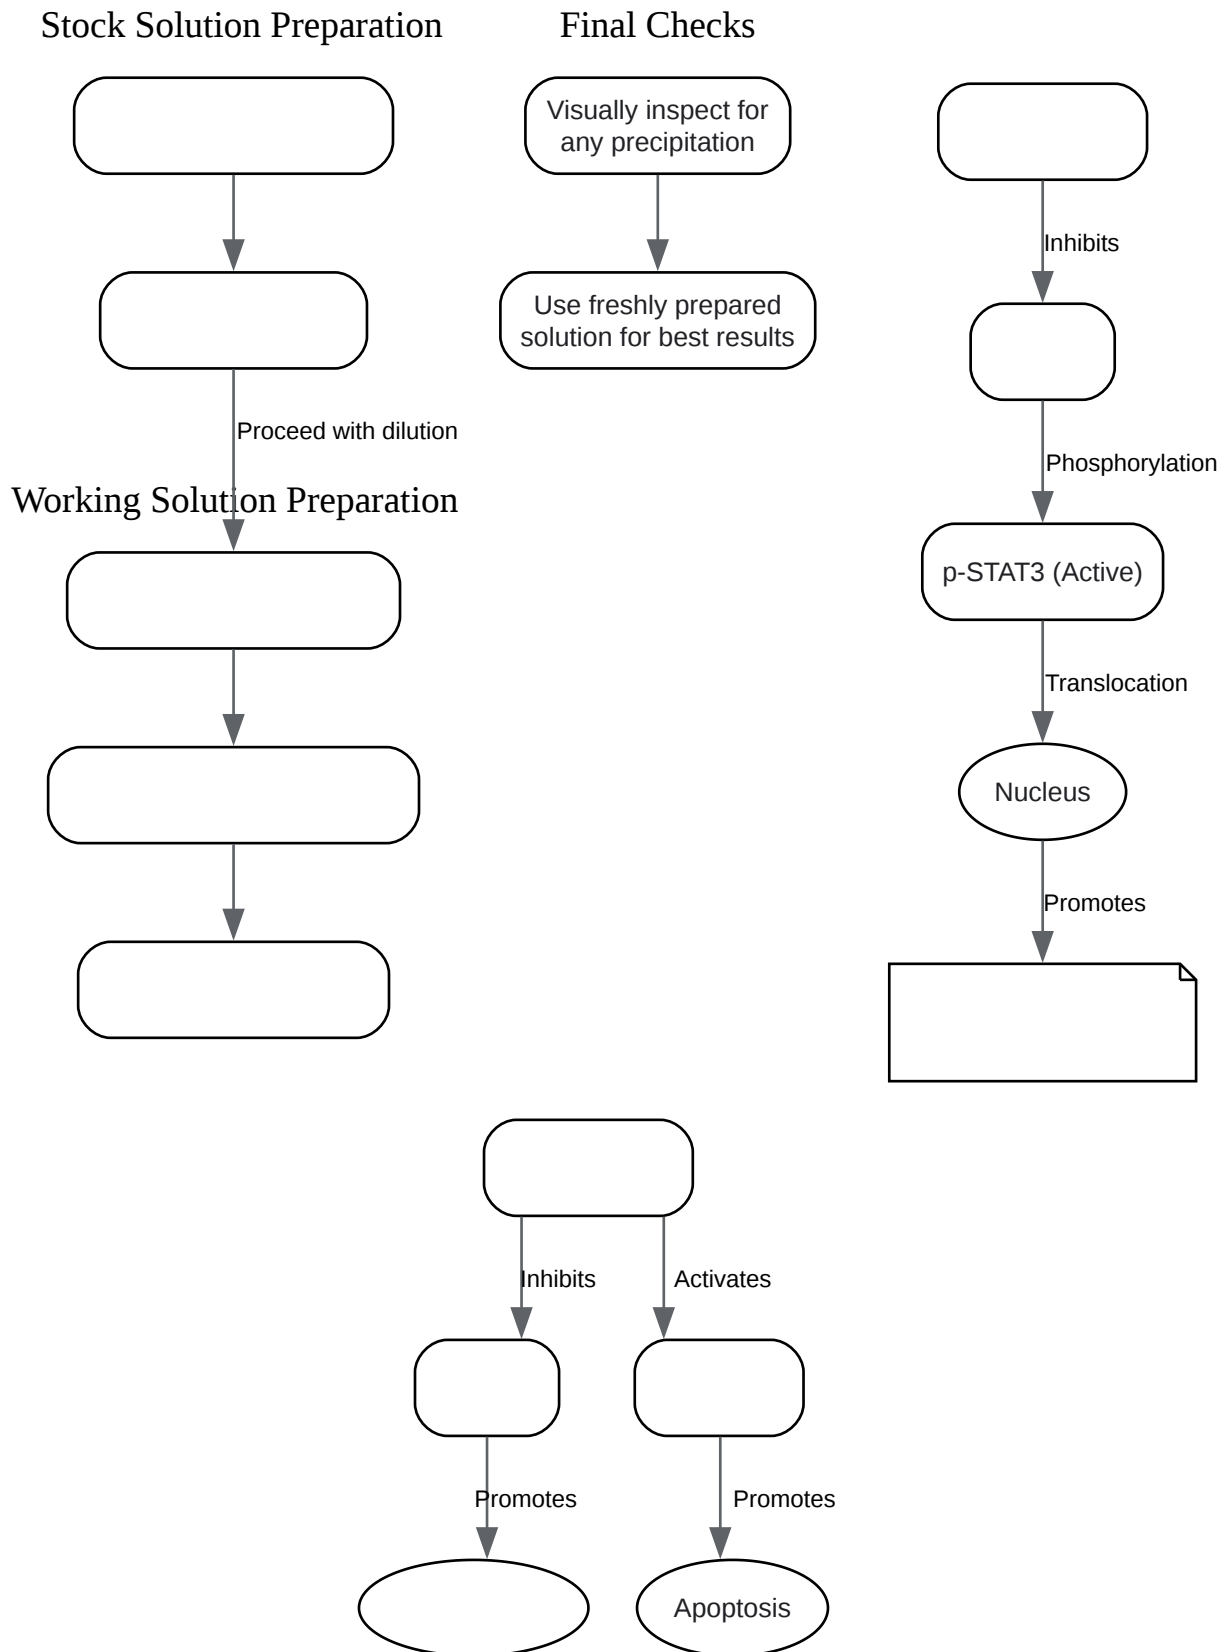 Stock Solution Preparation
Final Checks
Visually inspect for
any precipitation
Use freshly prepared
solution for best results
Proceed with dilution
Working Solution Preparation
Inhibits
Phosphorylation
p-STAT3 (Active)
Translocation
Nucleus
Promotes
Inhibits
Activates
Promotes
Promotes
Apoptosis